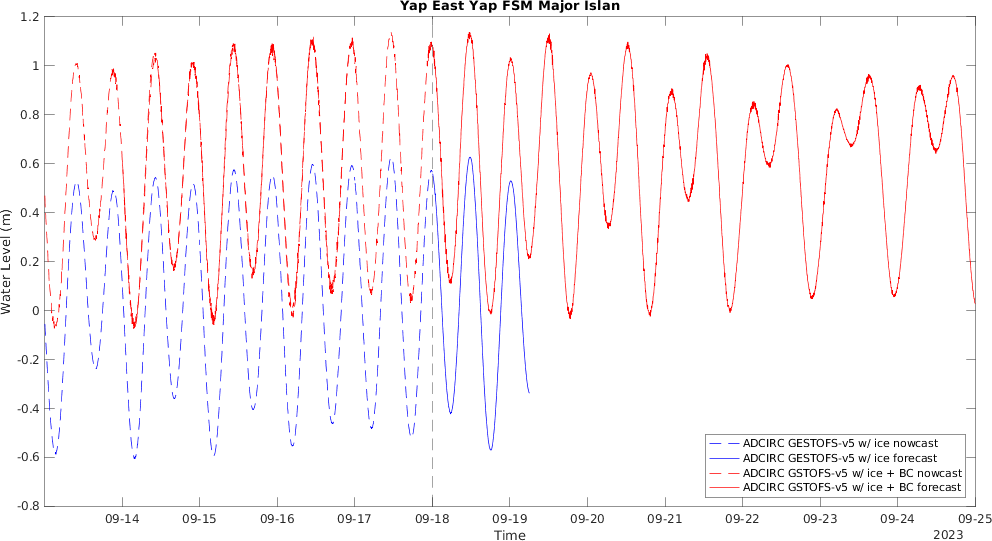 Yap East Yap FSM Major Islan
1.2
1
0.8
0.6
0.4
0.2
0
-0.2
-0.4
-0.6
-0.8
Water Level (m)
09-14 09-15 09-16 09-17 09-18 09-19 09-20 09-21 09-22 09-23 09-24 09-25
Time
2023
ADCIRC GESTOFS-v5 w/ ice nowcast
ADCIRC GESTOFS-v5 w/ ice forecast
ADCIRC GSTOFS-v5 w/ ice + BC nowcast
ADCIRC GSTOFS-v5 w/ ice + BC forecast